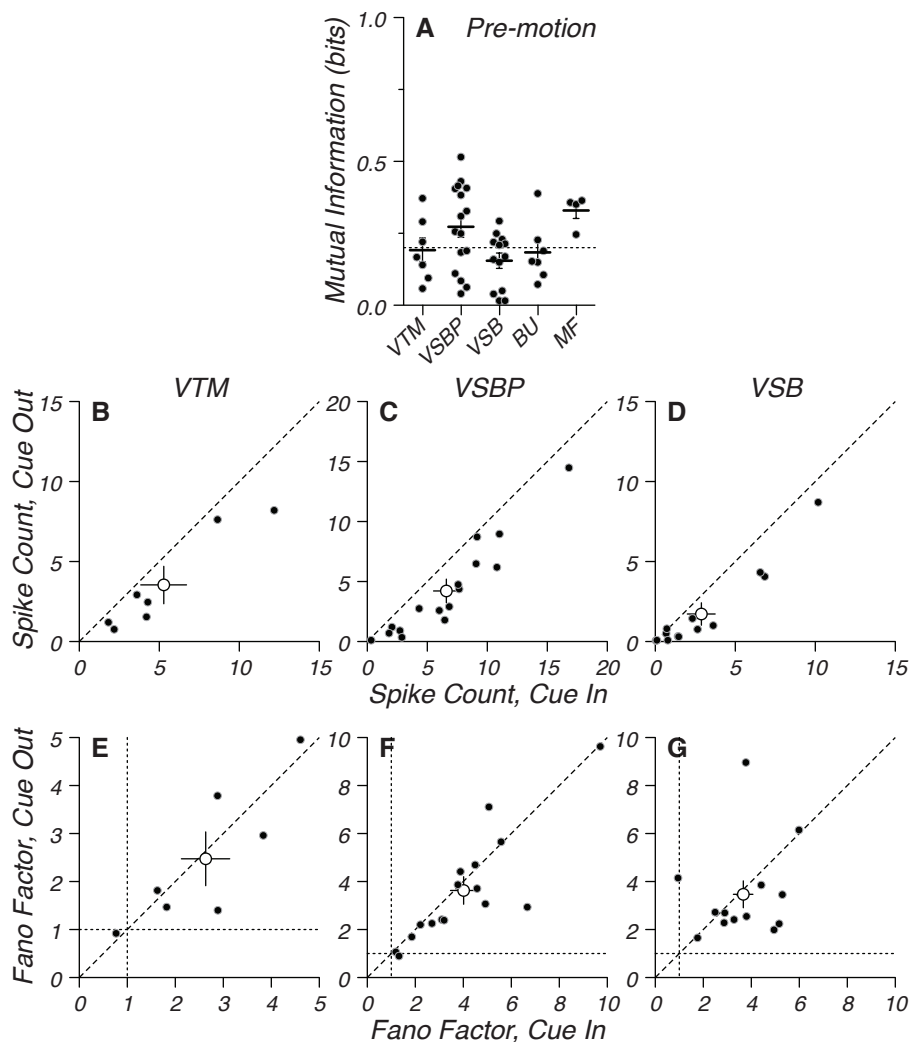 A Pre-motion
Mutual Information (bits)
1.0
0.5
0.0
VTM
VSBP
VSB
BU
MF
VTM
VSBP
VSB
B
C
D
Spike Count, Cue Out
15
10
5
0
0 5 10 15
20
15
10
5
0
0 5 10 15 20
15
10
5
0
0 5 10 15
Spike Count, Cue In
E
F
G
Fano Factor, Cue Out
5
4
3
2
1
0
0 1 2 3 4 5
10
8
6
4
2
0
0 2 4 6 8 10
10
8
6
4
2
0
0 2 4 6 8 10
Fano Factor, Cue In